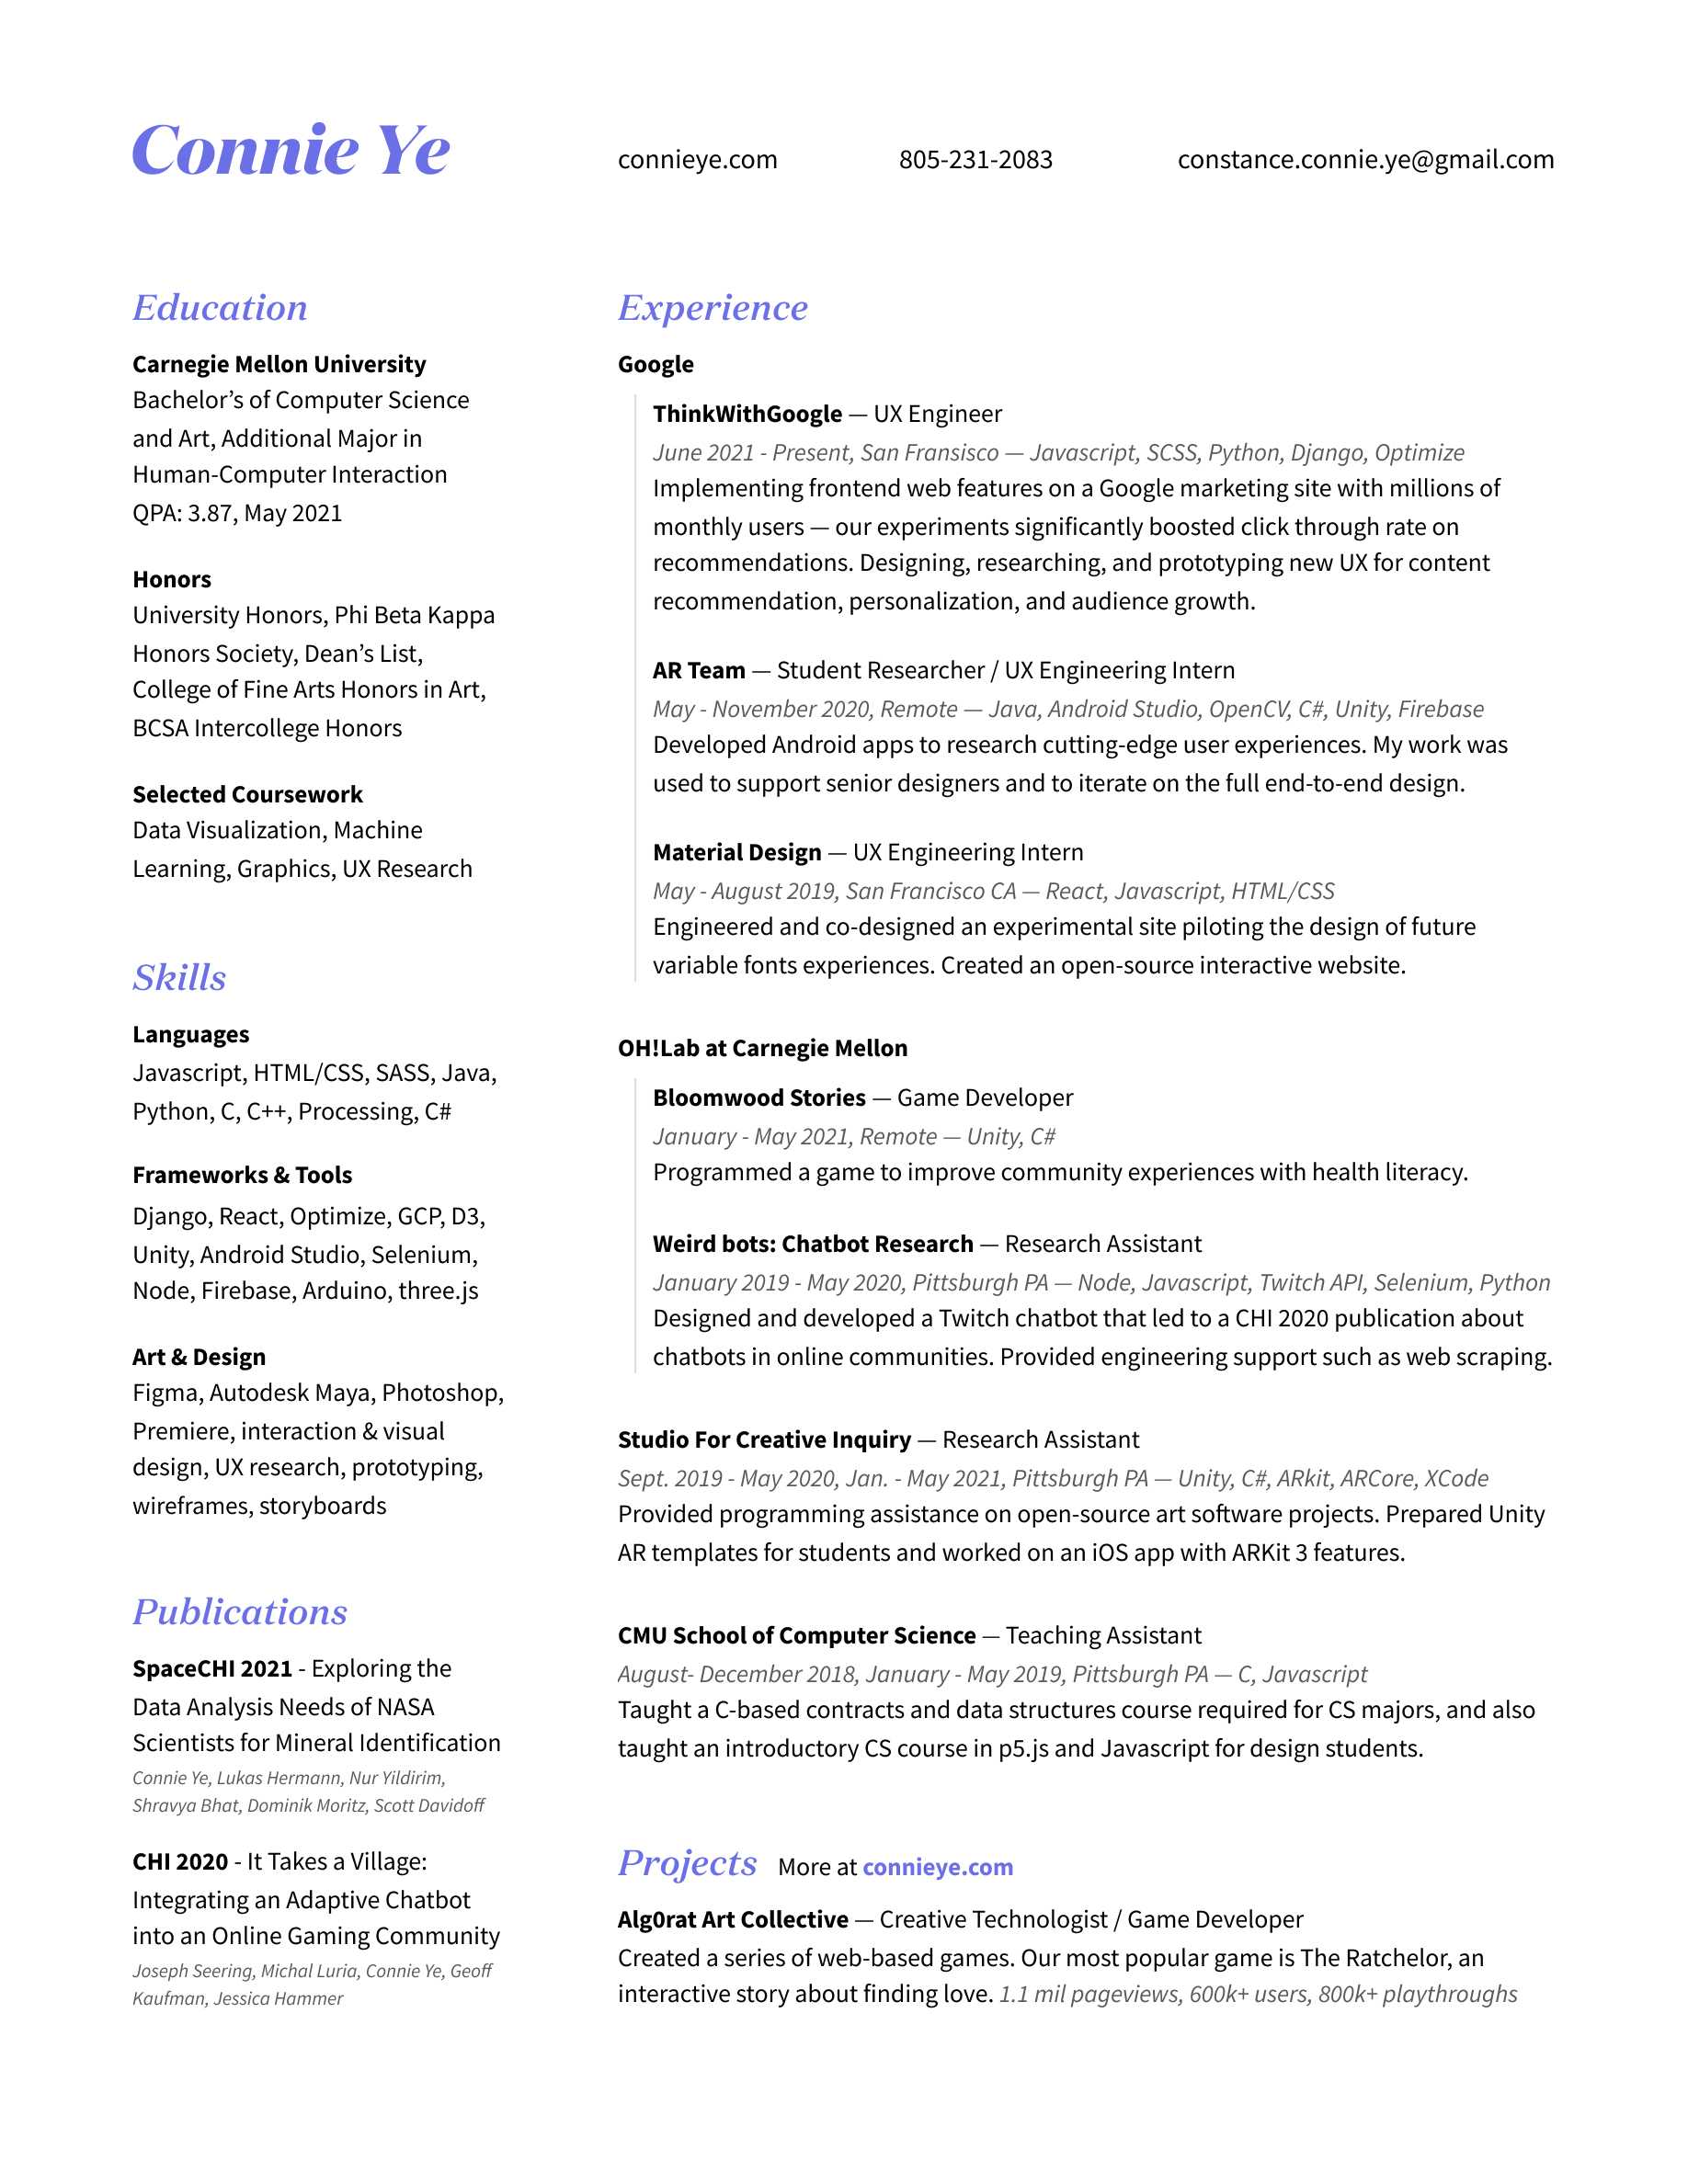 Connie Ye
connieye.com
805-231-2083
constance.connie.ye@gmail.com
Education
Carnegie Mellon University
Bachelor’s of Computer Science
and Art, Additional Major in
Human-Computer Interaction
QPA: 3.87, May 2021
Honors
University Honors, Phi Beta Kappa
Honors Society, Dean’s List,
College of Fine Arts Honors in Art,
BCSA Intercollege Honors
Selected Coursework
Data Visualization, Machine
Learning, Graphics, UX Research
Skills
Languages
Javascript, HTML/CSS, SASS, Java,
Python, C, C++, Processing, C#
Frameworks & Tools
Django, React, Optimize, GCP, D3,
Unity, Android Studio, Selenium,
Node, Firebase, Arduino, three.js
Art & Design
Figma, Autodesk Maya, Photoshop,
Premiere, interaction & visual
design, UX research, prototyping,
wireframes, storyboards
Publications
SpaceCHI 2021 - Exploring the
Data Analysis Needs of NASA
Scientists for Mineral Identification
Connie Ye, Lukas Hermann, Nur Yildirim,
Shravya Bhat, Dominik Moritz, Scott Davidoff
CHI 2020 - It Takes a Village:
Integrating an Adaptive Chatbot
into an Online Gaming Community
Joseph Seering, Michal Luria, Connie Ye, Geoff
Kaufman, Jessica Hammer
Experience
Google
ThinkWithGoogle — UX Engineer
June 2021 - Present, San Fransisco — Javascript, SCSS, Python, Django, Optimize
Implementing frontend web features on a Google marketing site with millions of
monthly users — our experiments significantly boosted click through rate on
recommendations. Designing, researching, and prototyping new UX for content
recommendation, personalization, and audience growth.
AR Team — Student Researcher / UX Engineering Intern
May - November 2020, Remote — Java, Android Studio, OpenCV, C#, Unity, Firebase
Developed Android apps to research cutting-edge user experiences. My work was
used to support senior designers and to iterate on the full end-to-end design.
Material Design — UX Engineering Intern
May - August 2019, San Francisco CA — React, Javascript, HTML/CSS
Engineered and co-designed an experimental site piloting the design of future
variable fonts experiences. Created an open-source interactive website.
OH!Lab at Carnegie Mellon
Bloomwood Stories — Game Developer
January - May 2021, Remote — Unity, C#
Programmed a game to improve community experiences with health literacy.
Weird bots: Chatbot Research — Research Assistant
January 2019 - May 2020, Pittsburgh PA — Node, Javascript, Twitch API, Selenium, Python
Designed and developed a Twitch chatbot that led to a CHI 2020 publication about
chatbots in online communities. Provided engineering support such as web scraping.
Studio For Creative Inquiry — Research Assistant
Sept. 2019 - May 2020, Jan. - May 2021, Pittsburgh PA — Unity, C#, ARkit, ARCore, XCode
Provided programming assistance on open-source art software projects. Prepared Unity
AR templates for students and worked on an iOS app with ARKit 3 features.
CMU School of Computer Science — Teaching Assistant
August- December 2018, January - May 2019, Pittsburgh PA — C, Javascript
Taught a C-based contracts and data structures course required for CS majors, and also
taught an introductory CS course in p5.js and Javascript for design students.
Projects More at connieye.com
Alg0rat Art Collective — Creative Technologist / Game Developer
Created a series of web-based games. Our most popular game is The Ratchelor, an
interactive story about finding love. 1.1 mil pageviews, 600k+ users, 800k+ playthroughs